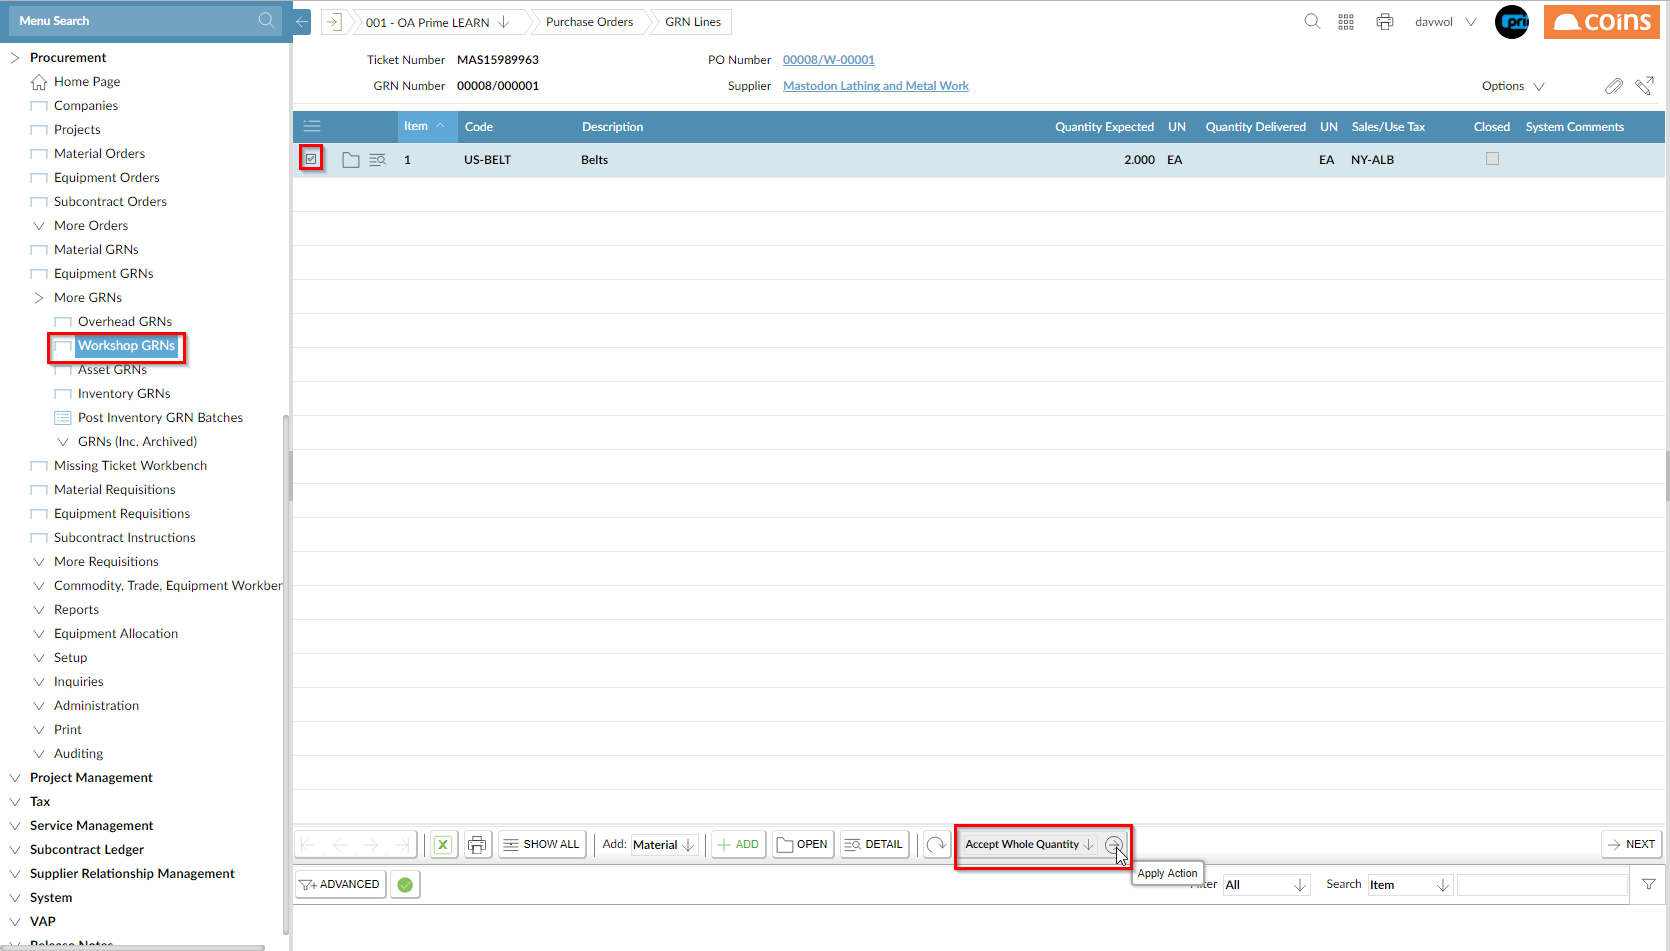 Menu Search
001 - OA Prime LEARN
Purchase Orders
GRN Lines
davwol
pri
coins
Procurement
Home Page
Companies
Projects
Material Orders
Equipment Orders
Subcontract Orders
More Orders
Material GRNs
Equipment GRNs
More GRNs
Overhead GRNs
Workshop GRNs
Asset GRNs
Inventory GRNs
Post Inventory GRN Batches
GRNs (Inc. Archived)
Missing Ticket Workbench
Material Requisitions
Equipment Requisitions
Subcontract Instructions
More Requisitions
Commodity, Trade, Equipment Workben
Reports
Equipment Allocation
Setup
Inquiries
Administration
Print
Auditing
Project Management
Tax
Service Management
Subcontract Ledger
Supplier Relationship Management
System
VAP
Release Notes
Ticket Number MAS15989963 PO Number 00008/W-00001
GRN Number 00008/000001 Supplier Mastodon Lathing and Metal Work Options
Item Code Description Quantity Expected UN Quantity Delivered UN Sales/Use Tax Closed System Comments
1 US-BELT Belts 2.000 EA EA NY-ALB
SHOW ALL Add: Material ADD OPEN DETAIL Accept Whole Quantity NEXT
Apply Action
ADVANCED Filter All Search Item